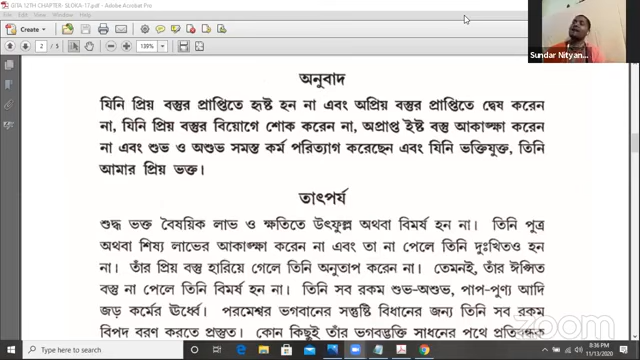 GITA 12TH CHAPTER- SLOKA-17.pdf - Adobe Acrobat Pro
File Edit View Window Help
Create
2 / 5 139%
Sundar Nityan...
অনুবাদ
যিনি প্রিয় বস্তুর প্রাপ্তিতে হৃষ্ট হন না এবং অপ্রিয় বস্তুর প্রাপ্তিতে দ্বেষ করেন
না, যিনি প্রিয় বস্তুর বিয়োগে শোক করেন না, অপ্রাপ্ত ইষ্ট বস্তু আকাঙ্ক্ষা করেন
না এবং শুভ ও অশুভ সমস্ত কর্ম পরিত্যাগ করেছেন এবং যিনি ভক্তিযুক্ত, তিনি
আমার প্রিয় ভক্ত।
তাৎপর্য
শুদ্ধ ভক্ত বৈষয়িক লাভ ও ক্ষতিতে উৎফুল্ল অথবা বিমর্ষ হন না। তিনি পুত্র
অথবা শিষ্য লাভের আকাঙ্ক্ষা করেন না এবং তা না পেলে তিনি দুঃখিতও হন
না। তাঁর প্রিয় বস্তু হারিয়ে গেলে তিনি অনুতাপ করেন না। তেমনই, তাঁর ঈপ্সিত
বস্তু না পেলে তিনি বিমর্ষ হন না। তিনি সব রকম শুভ-অশুভ, পাপ-পুণ্য আদি
জড় কর্মের ঊর্ধ্বে। পরমেশ্বর ভগবানের সন্তুষ্টি বিধানের জন্য তিনি সব রকম
বিপদ বরণ করতে প্রস্তুত। কোন কিছুই তাঁর ভগবদ্ভক্তি সাধনের পথে প্রতিবন্ধক
zoom
8:36 PM
11/13/2020